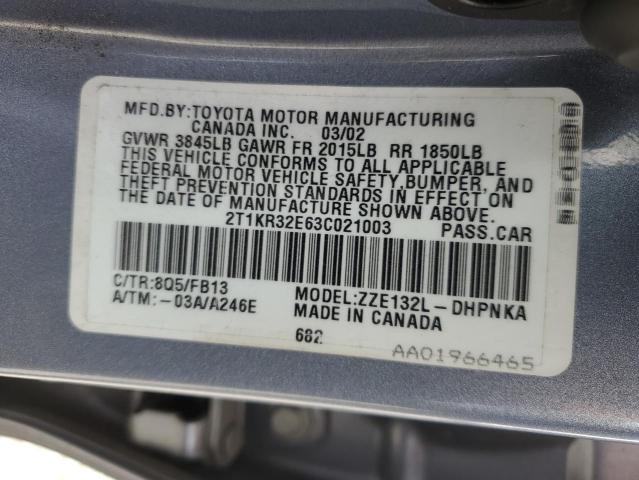 MFD.BY:TOYOTA MOTOR MANUFACTURING
CANADA INC. 03/02
GVWR 3845LB GAWR FR 2015LB RR 1850LB
THIS VEHICLE CONFORMS TO ALL APPLICABLE
FEDERAL MOTOR VEHICLE SAFETY,BUMPER, AND
THEFT PREVENTION STANDARDS IN EFFECT ON
THE DATE OF MANUFACTURE SHOWN ABOVE.
2T1KR32E63C021003 PASS.CAR
C/TR:8Q5/FB13
MODEL:ZZE132L-DHPNKA
A/TM:-03A/A246E
MADE IN CANADA
682
AA01966465